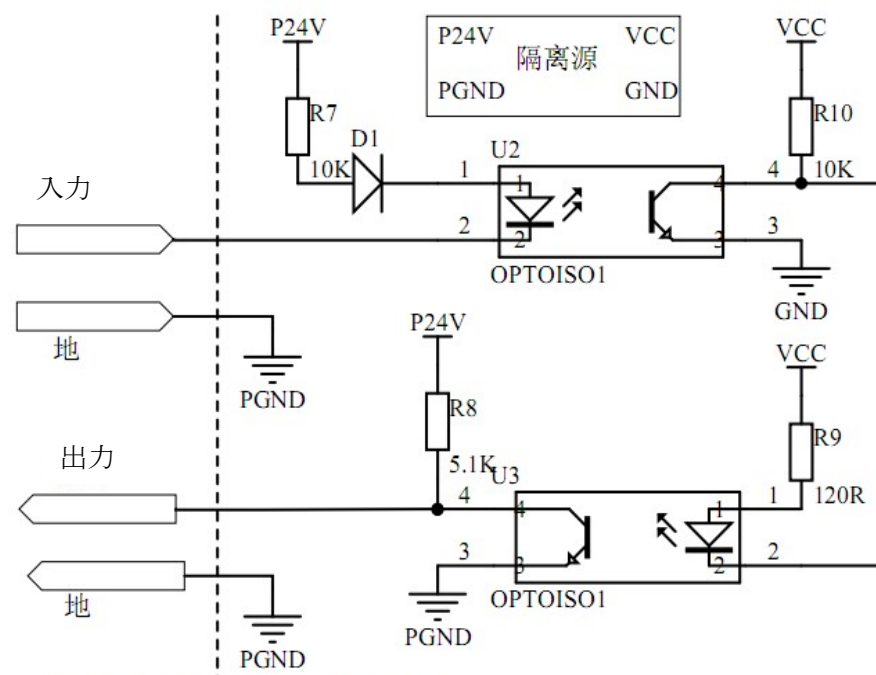 P24V
P24V
VCC
隔离源
PGND
GND
VCC
R7
D1
10K
U2
1
1
4
4
R10
10K
入力
2
2
3
3
OPTOISO1
GND
地
PGND
P24V
VCC
R8
5.1K
R9
120R
出力
U3
4
4
1
1
3
3
2
2
OPTOISO1
地
PGND
PGND